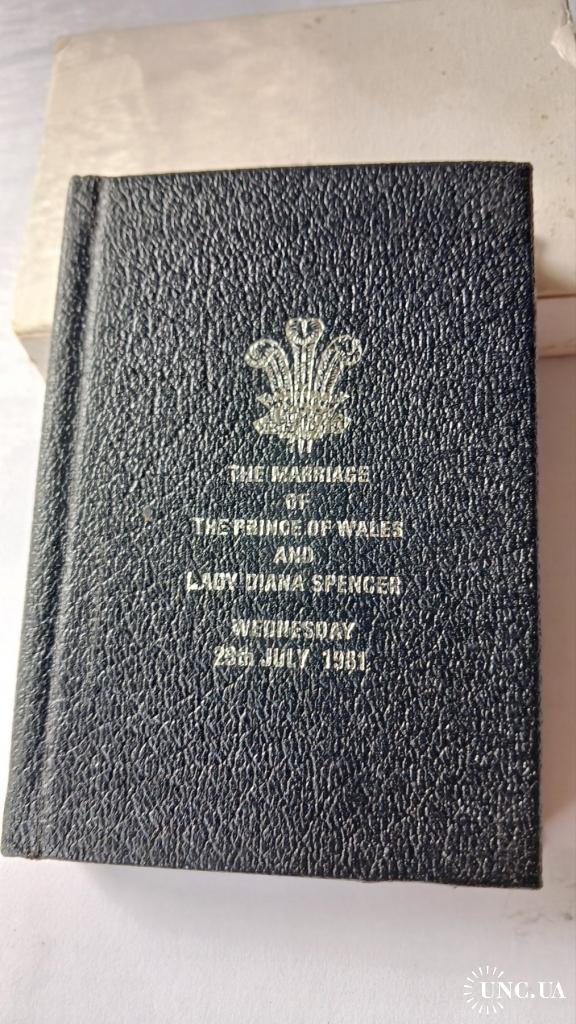 THE MARRIAGE
OF
THE PRINCE OF WALES
AND
LADY DIANA SPENCER
WEDNESDAY
29th JULY 1981
UNC.UA